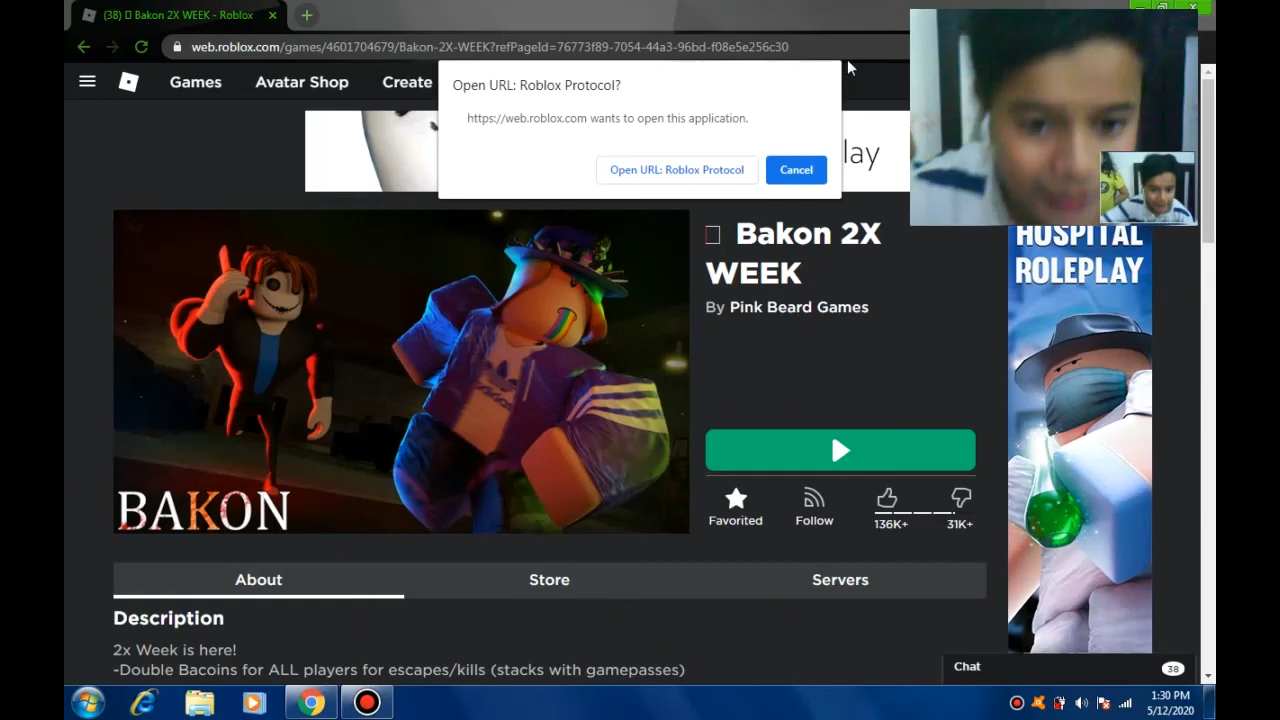 (38) Bakon 2X WEEK - Roblox
web.roblox.com/games/4601704679/Bakon-2X-WEEK?refPageId=76773f89-7054-44a3-96bd-f08e5e256c30
Games
Avatar Shop
Create
Open URL: Roblox Protocol?
https://web.roblox.com wants to open this application.
Open URL: Roblox Protocol
Cancel
lay
Bakon 2X
WEEK
By Pink Beard Games
BAKON
HOSPITAL
ROLEPLAY
Favorited
Follow
136K+
31K+
About
Store
Servers
Description
2x Week is here!
-Double Bacoins for ALL players for escapes/kills (stacks with gamepasses)
Chat
38
1:30 PM
5/12/2020